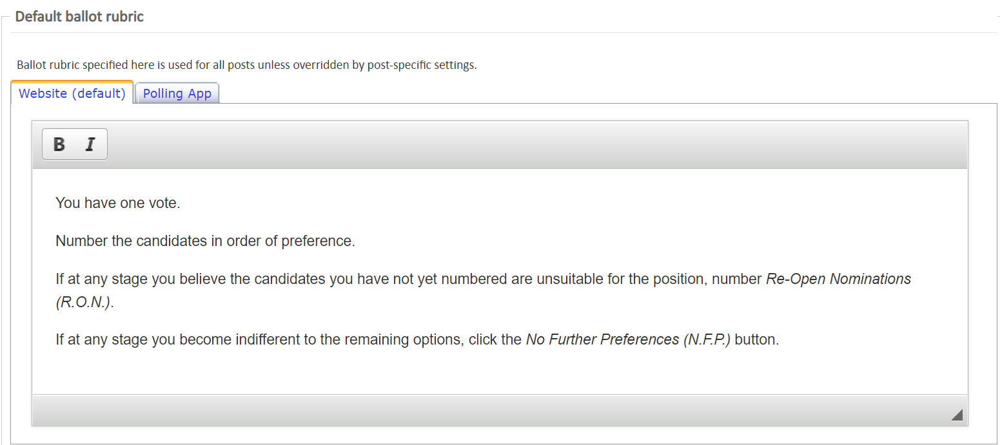 Default ballot rubric
Ballot rubric specified here is used for all posts unless overridden by post-specific settings.
Website (default) Polling App
B I
You have one vote.
Number the candidates in order of preference.
If at any stage you believe the candidates you have not yet numbered are unsuitable for the position, number Re-Open Nominations
(R.O.N.).
If at any stage you become indifferent to the remaining options, click the No Further Preferences (N.F.P.) button.